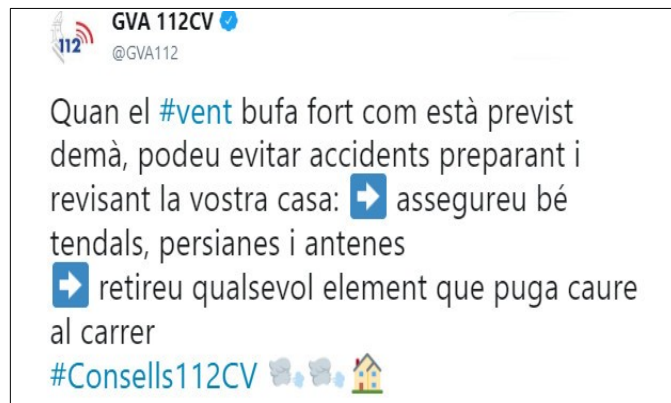 GVA 112CV
112
@GVA112
Quan el #vent bufa fort com està previst
demà, podeu evitar accidents preparant i
revisant la vostra casa: ➡️ assegureu bé
tendals, persianes i antenes
➡️ retireu qualsevol element que puga caure
al carrer
#Consells112CV 🌬️🌬️🏠